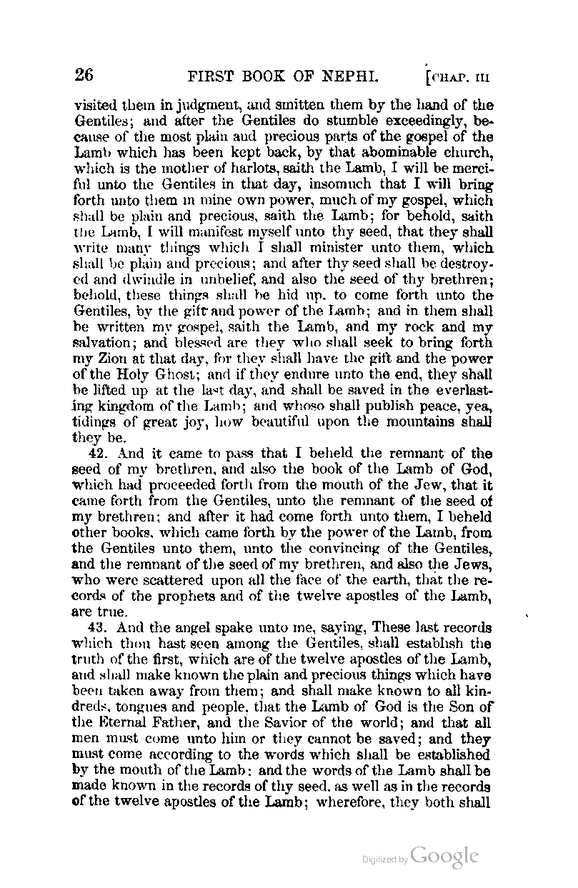 26 FIRST BOOK OF NEPHI. [CHAP. III
visited them in judgment, and smitten them by the hand of the
Gentiles; and after the Gentiles do stumble exceedingly, be-
cause of the most plain and precious parts of the gospel of the
Lamb which has been kept back, by that abominable church,
which is the mother of harlots, saith the Lamb, I will be merci-
ful unto the Gentiles in that day, insomuch that I will bring
forth unto them in mine own power, much of my gospel, which
shall be plain and precious, saith the Lamb; for behold, saith
the Lamb, I will manifest myself unto thy seed, that they shall
write many things which I shall minister unto them, which
shall be plain and precious; and after thy seed shall be destroy-
ed and dwindle in unbelief, and also the seed of thy brethren;
behold, these things shall be hid up, to come forth unto the
Gentiles, by the gift and power of the Lamb; and in them shall
be written my gospel, saith the Lamb, and my rock and my
salvation; and blessed are they who shall seek to bring forth
my Zion at that day, for they shall have the gift and the power
of the Holy Ghost; and if they endure unto the end, they shall
be lifted up at the last day, and shall be saved in the everlast-
ing kingdom of the Lamb; and whoso shall publish peace, yea,
tidings of great joy, how beautiful upon the mountains shall
they be.
42. And it came to pass that I beheld the remnant of the
seed of my brethren, and also the book of the Lamb of God,
which had proceeded forth from the mouth of the Jew, that it
came forth from the Gentiles, unto the remnant of the seed of
my brethren; and after it had come forth unto them, I beheld
other books, which came forth by the power of the Lamb, from
the Gentiles unto them, unto the convincing of the Gentiles,
and the remnant of the seed of my brethren, and also the Jews,
who were scattered upon all the face of the earth, that the re-
cords of the prophets and of the twelve apostles of the Lamb,
are true.
43. And the angel spake unto me, saying, These last records
which thou hast seen among the Gentiles, shall establish the
truth of the first, which are of the twelve apostles of the Lamb,
and shall make known the plain and precious things which have
been taken away from them; and shall make known to all kin-
dreds, tongues and people, that the Lamb of God is the Son of
the Eternal Father, and the Savior of the world; and that all
men must come unto him or they cannot be saved; and they
must come according to the words which shall be established
by the mouth of the Lamb: and the words of the Lamb shall be
made known in the records of thy seed, as well as in the records
of the twelve apostles of the Lamb; wherefore, they both shall
Digitized by Google